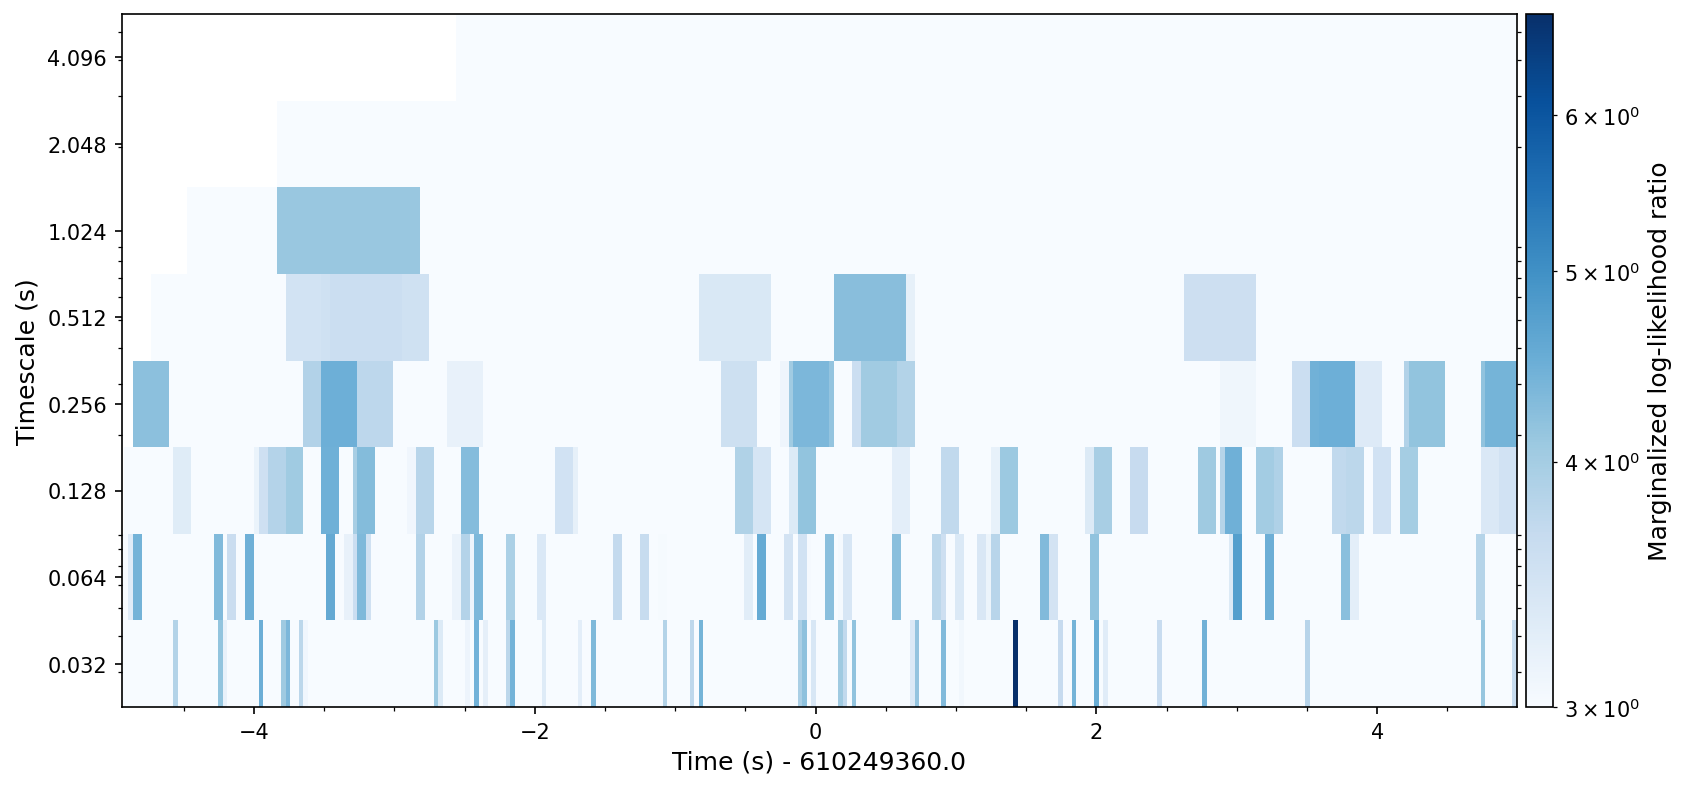 4.096
2.048
1.024
0.512
0.256
0.128
0.064
0.032
Timescale (s)
−4
−2
0
2
4
Time (s) - 610249360.0
6 × 10⁰
5 × 10⁰
4 × 10⁰
3 × 10⁰
Marginalized log-likelihood ratio